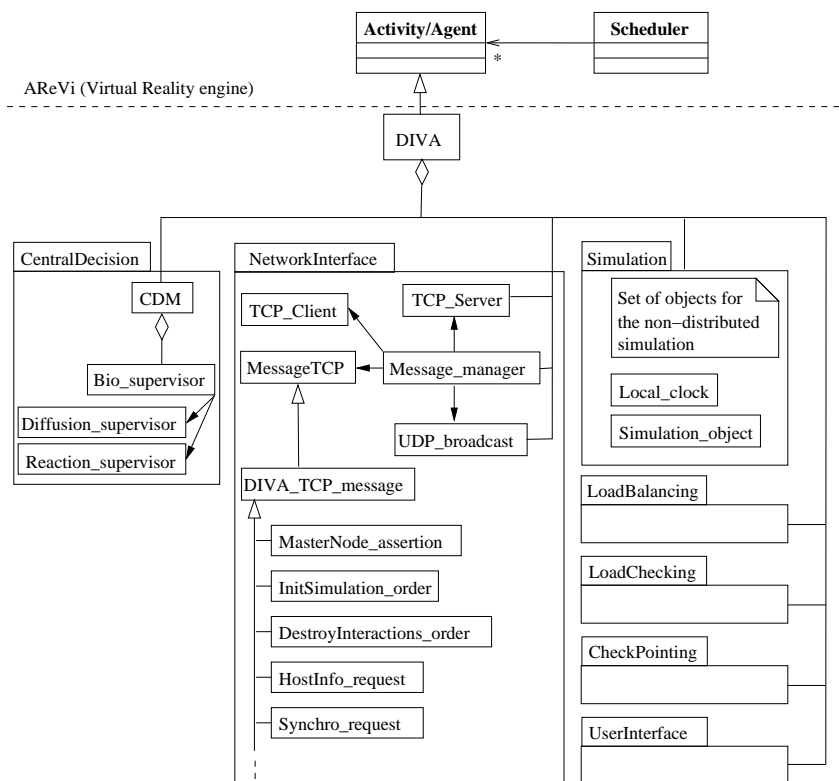 Activity/Agent
Scheduler
*
AReVi (Virtual Reality engine)
DIVA
CentralDecision
CDM
Bio_supervisor
Diffusion_supervisor
Reaction_supervisor
NetworkInterface
TCP_Client
TCP_Server
MessageTCP
Message_manager
UDP_broadcast
DIVA_TCP_message
MasterNode_assertion
InitSimulation_order
DestroyInteractions_order
HostInfo_request
Synchro_request
Simulation
Set of objects for
the non−distributed
simulation
Local_clock
Simulation_object
LoadBalancing
LoadChecking
CheckPointing
UserInterface